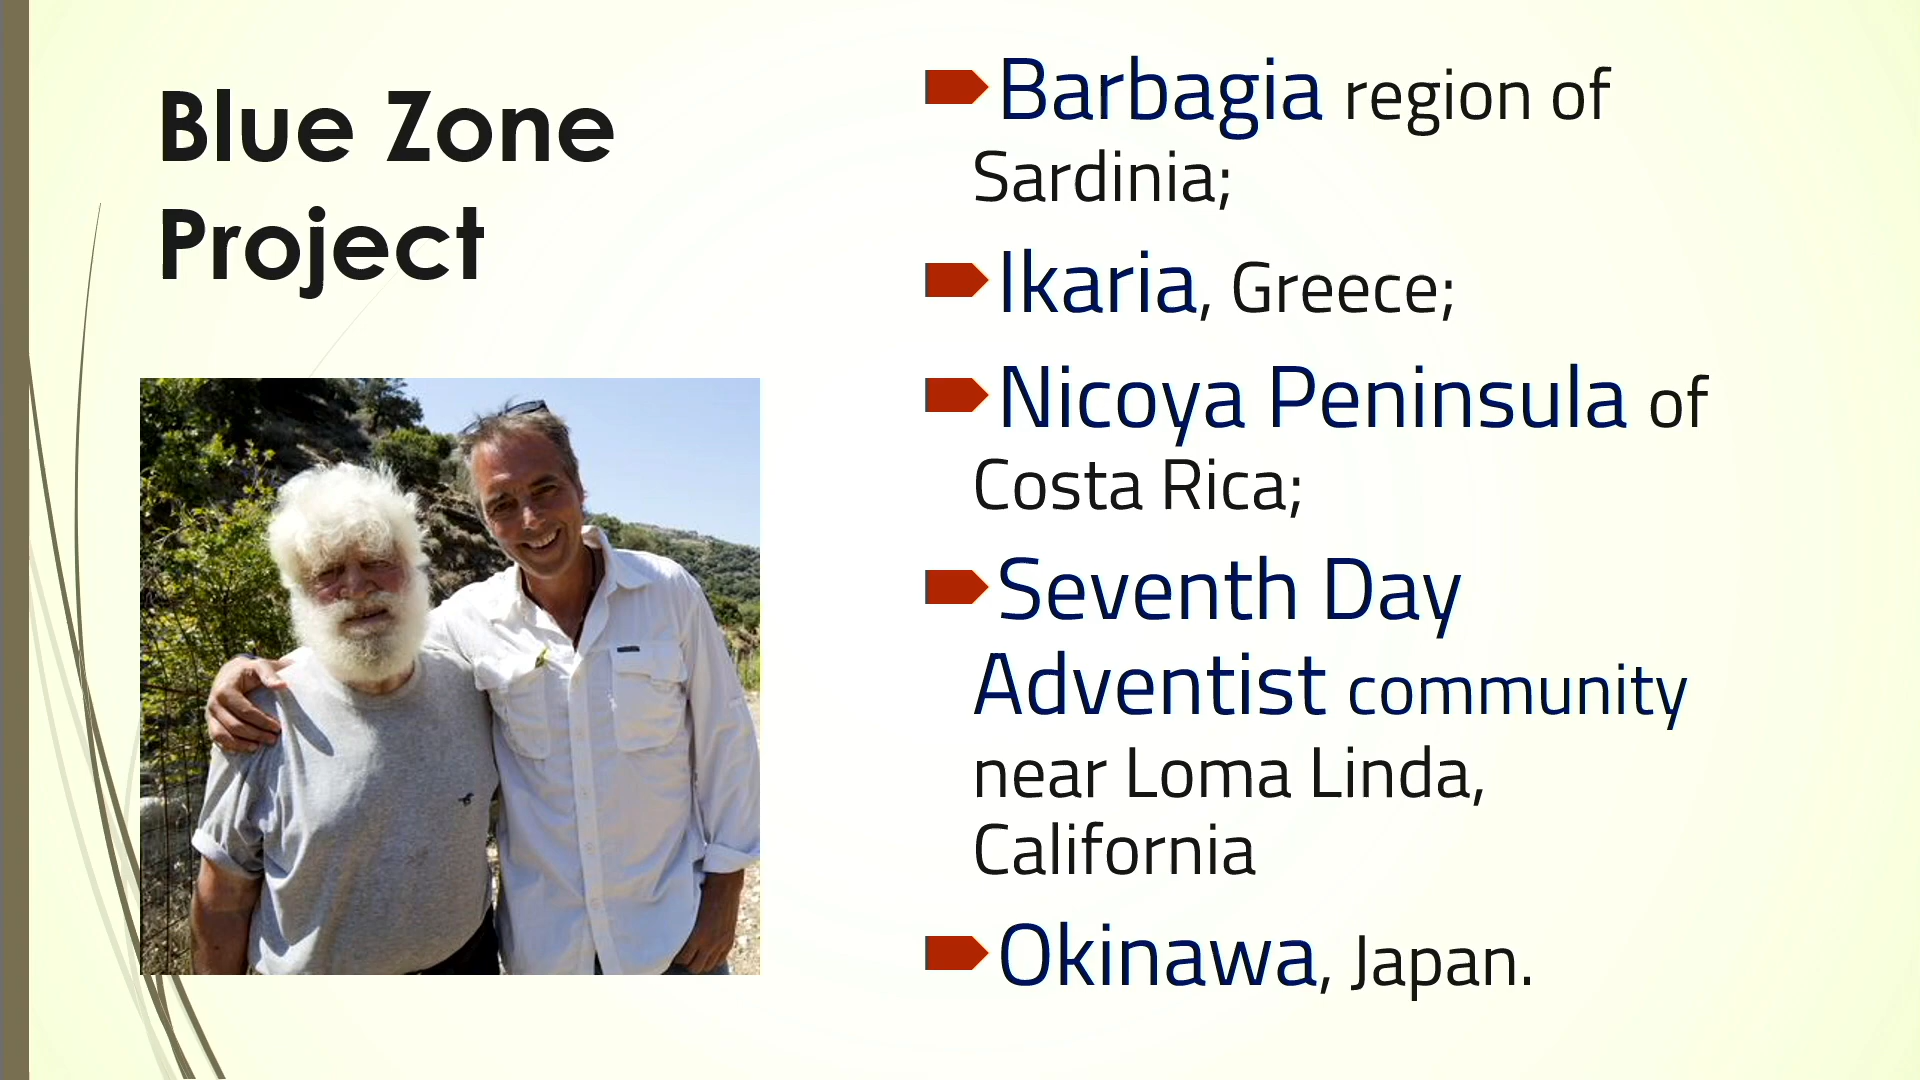 Blue Zone
Project
Barbagia region of
Sardinia;
Ikaria, Greece;
Nicoya Peninsula of
Costa Rica;
Seventh Day
Adventist community
near Loma Linda,
California
Okinawa, Japan.